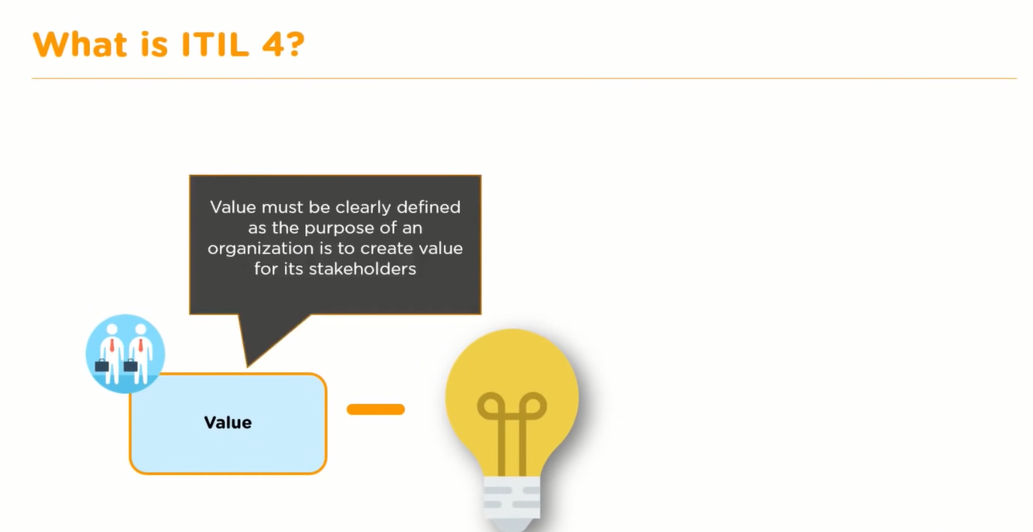 What is ITIL 4?
Value must be clearly defined
as the purpose of an
organization is to create value
for its stakeholders
Value